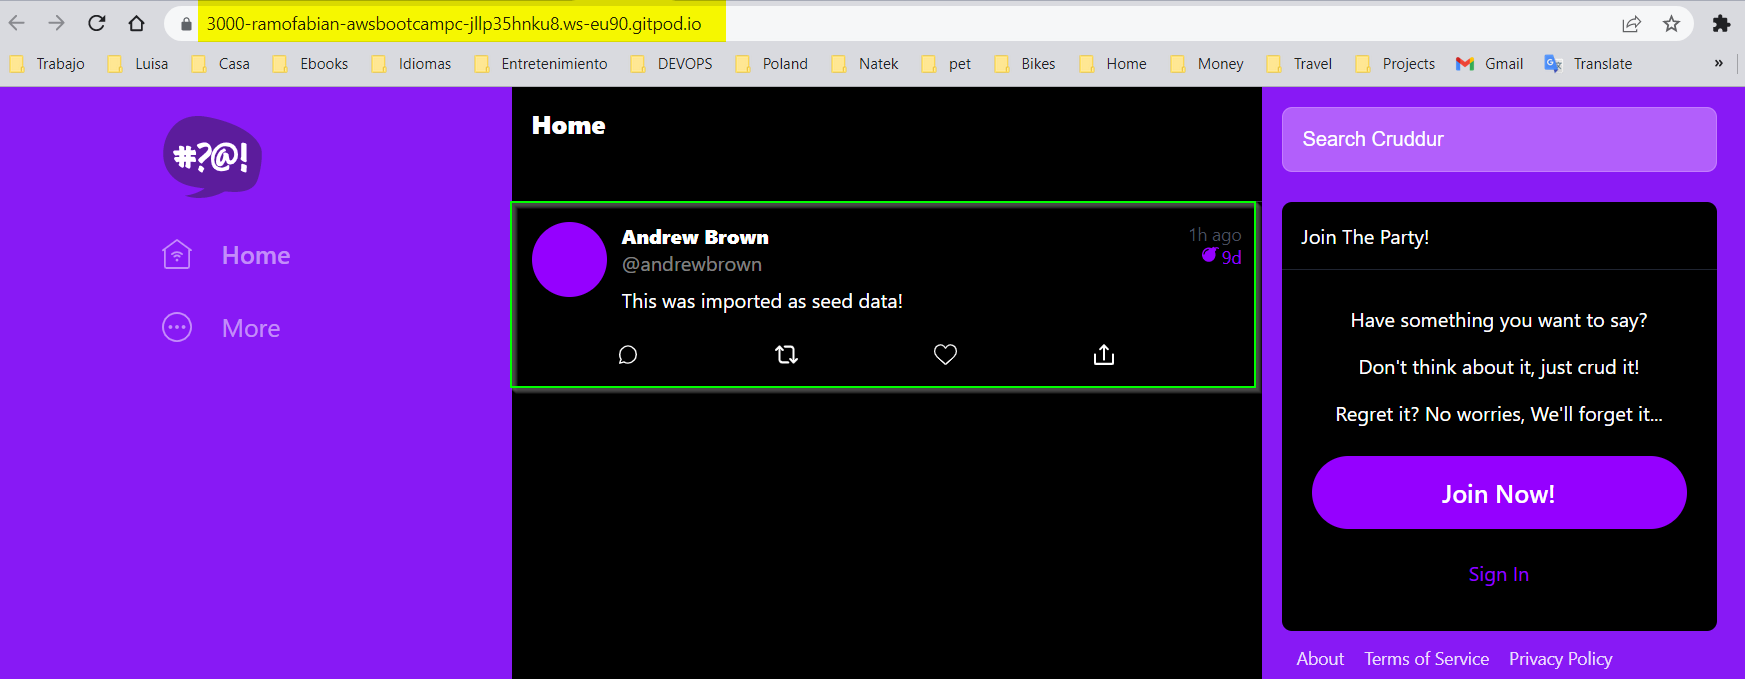 3000-ramofabian-awsbootcampc-jllp35hnku8.ws-eu90.gitpod.io
Trabajo Luisa Casa Ebooks Idiomas Entretenimiento DEVOPS Poland Natek pet Bikes Home Money Travel Projects Gmail Translate »
#?@!
Home
More
Home
Andrew Brown
1h ago
@andrewbrown
9d
This was imported as seed data!
Search Cruddur
Join The Party!
Have something you want to say?
Don't think about it, just crud it!
Regret it? No worries, We'll forget it...
Join Now!
Sign In
About Terms of Service Privacy Policy